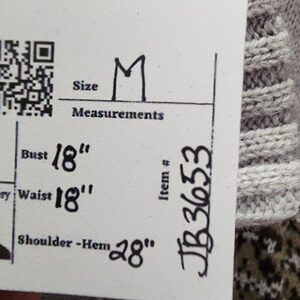 Size M
Measurements
Bust 18"
Waist 18"
Shoulder -Hem 28"
Item # JB3653